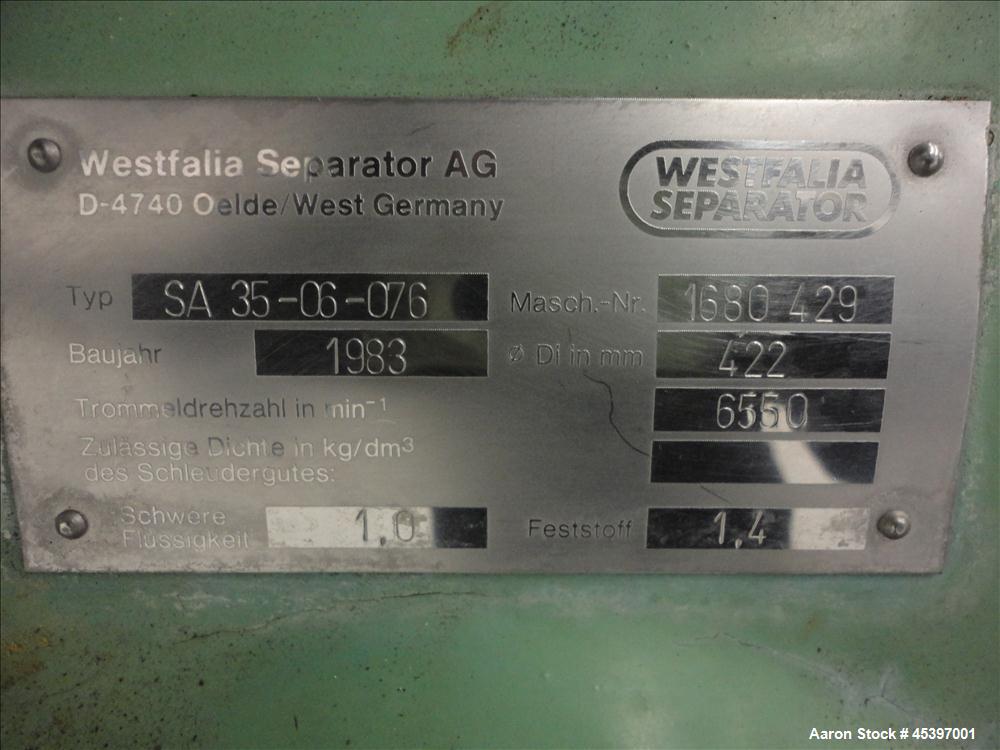 Westfalia Separator AG
D-4740 Oelde/West Germany
WESTFALIA
SEPARATOR
Typ SA 35-06-076 Masch.-Nr. 1680 429
Baujahr 1983 ø Di in mm 422
Trommeldrehzahl in min-1 6550
Zulässige Dichte in kg/dm3
des Schleudergutes:
Schwere
Flüssigkeit 1,0 Feststoff 1,4
Aaron Stock # 45397001